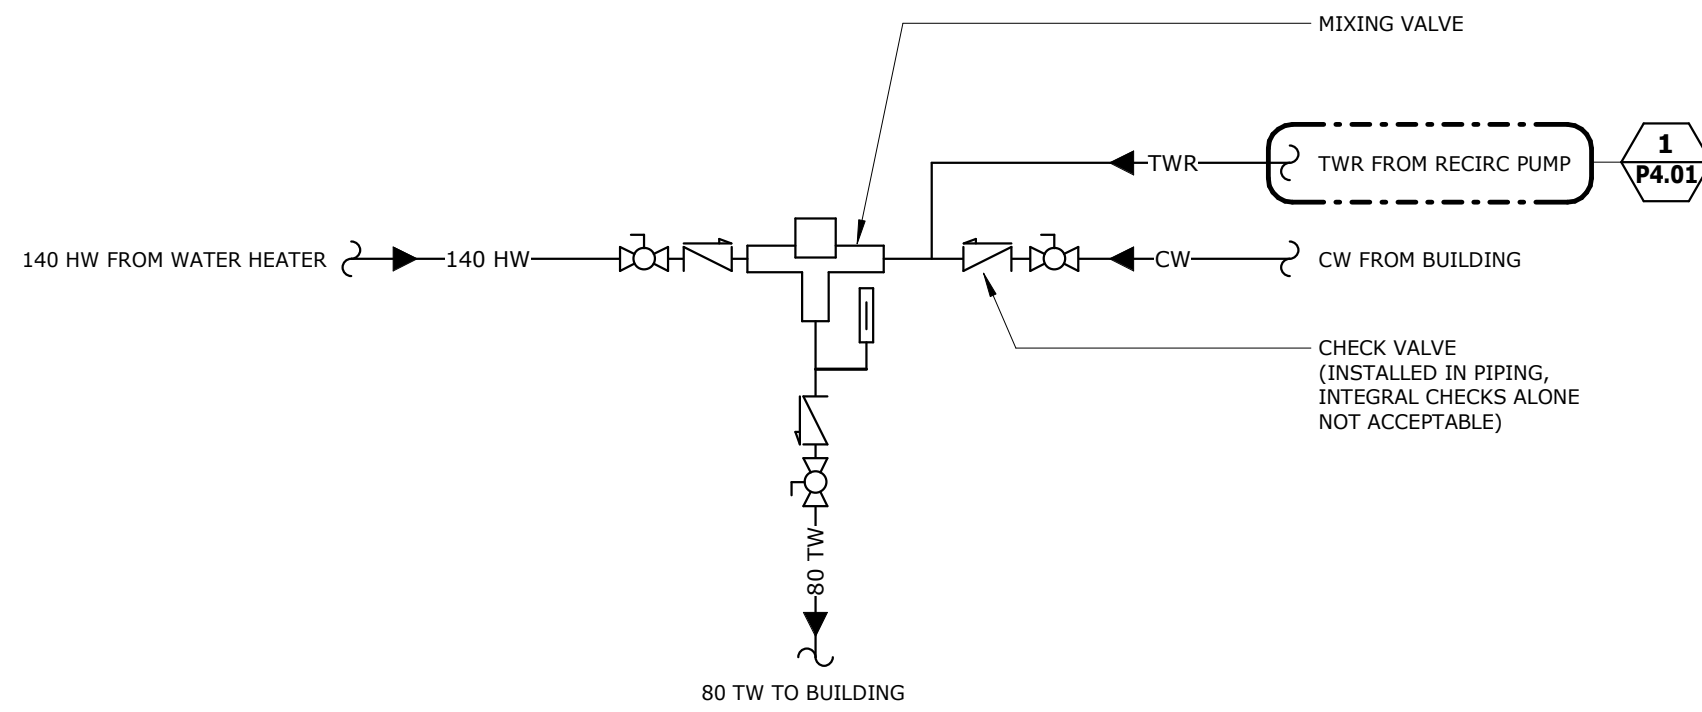 MIXING VALVE
TWR
TWR FROM RECIRC PUMP
1
P4.01
140 HW FROM WATER HEATER
140 HW
CW
CW FROM BUILDING
CHECK VALVE
(INSTALLED IN PIPING,
INTEGRAL CHECKS ALONE
NOT ACCEPTABLE)
80 TW
80 TW TO BUILDING